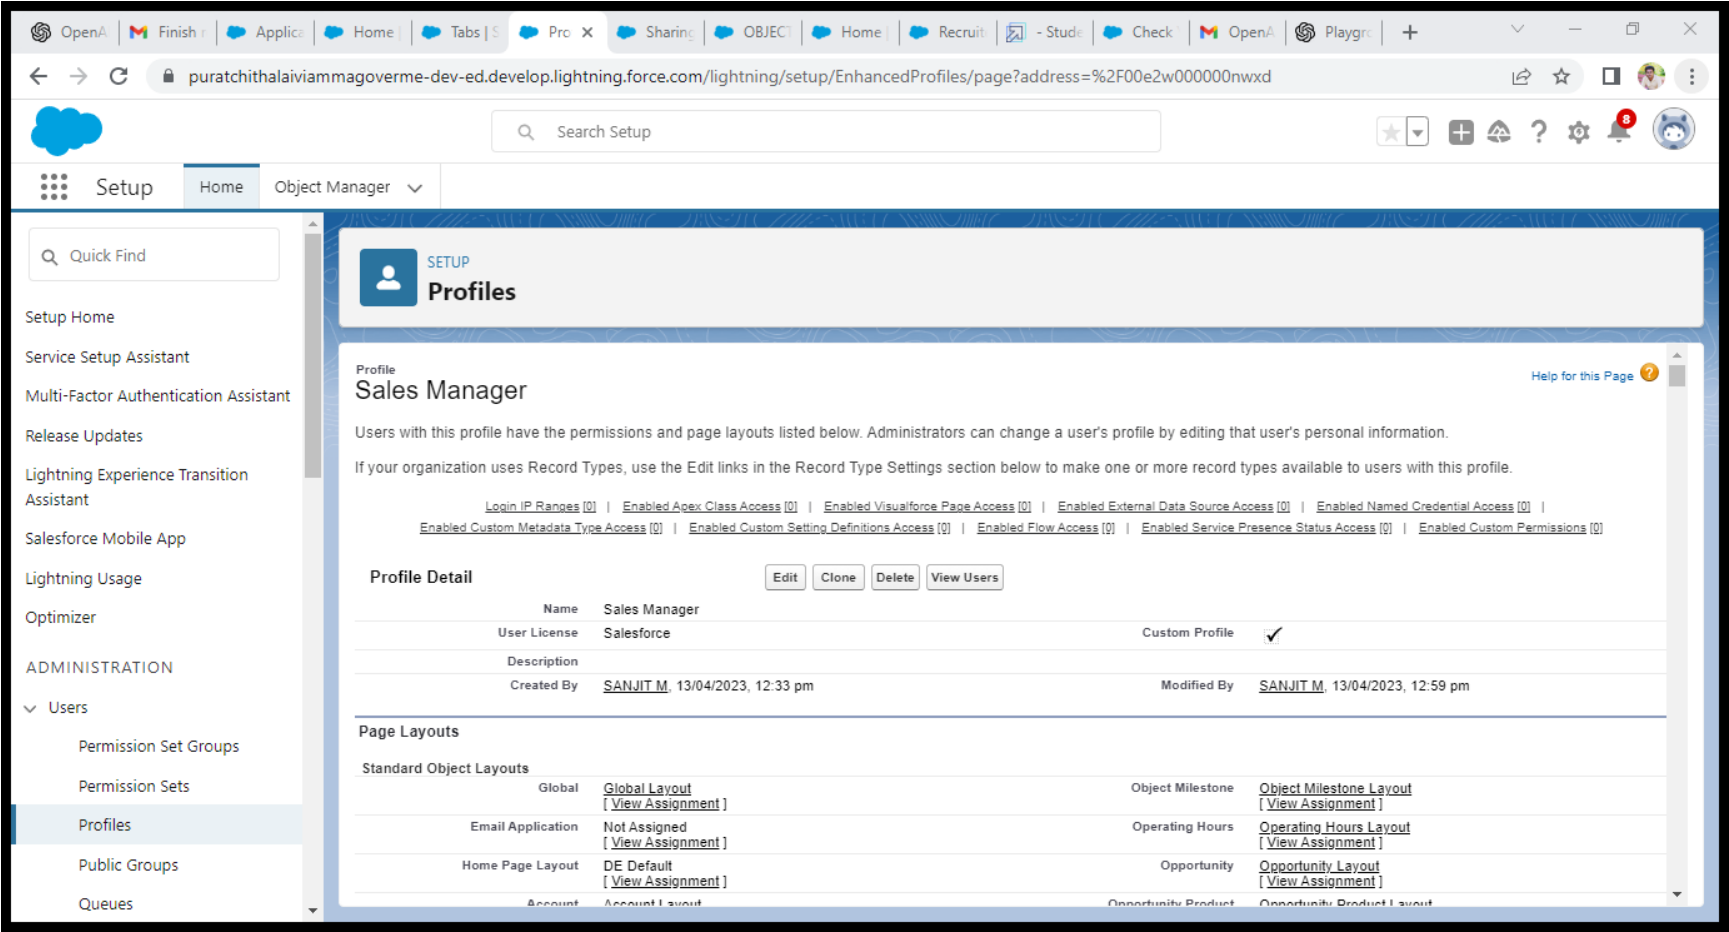 OpenA Finish r Applica Home Tabs | S Pro Sharing OBJECT Home Recruit - Stude Check OpenA Playgro
puratchithalaiviammagoverme-dev-ed.develop.lightning.force.com/lightning/setup/EnhancedProfiles/page?address=%2F00e2w000000nwxd
Search Setup
8
Setup Home Object Manager
Quick Find
Setup Home
Service Setup Assistant
Multi-Factor Authentication Assistant
Release Updates
Lightning Experience Transition
Assistant
Salesforce Mobile App
Lightning Usage
Optimizer
ADMINISTRATION
Users
Permission Set Groups
Permission Sets
Profiles
Public Groups
Queues
SETUP
Profiles
Profile
Sales Manager
Help for this Page
Users with this profile have the permissions and page layouts listed below. Administrators can change a user's profile by editing that user's personal information.
If your organization uses Record Types, use the Edit links in the Record Type Settings section below to make one or more record types available to users with this profile.
Login IP Ranges [0] | Enabled Apex Class Access [0] | Enabled Visualforce Page Access [0] | Enabled External Data Source Access [0] | Enabled Named Credential Access [0] |
Enabled Custom Metadata Type Access [0] | Enabled Custom Setting Definitions Access [0] | Enabled Flow Access [0] | Enabled Service Presence Status Access [0] | Enabled Custom Permissions [0]
Profile Detail Edit Clone Delete View Users
Name Sales Manager
User License Salesforce Custom Profile
Description
Created By SANJIT M, 13/04/2023, 12:33 pm Modified By SANJIT M, 13/04/2023, 12:59 pm
Page Layouts
Standard Object Layouts
Global Global Layout Object Milestone Object Milestone Layout
[ View Assignment ] [ View Assignment ]
Email Application Not Assigned Operating Hours Operating Hours Layout
[ View Assignment ] [ View Assignment ]
Home Page Layout DE Default Opportunity Opportunity Layout
[ View Assignment ] [ View Assignment ]
Account Account Layout Opportunity Product Opportunity Product Layout